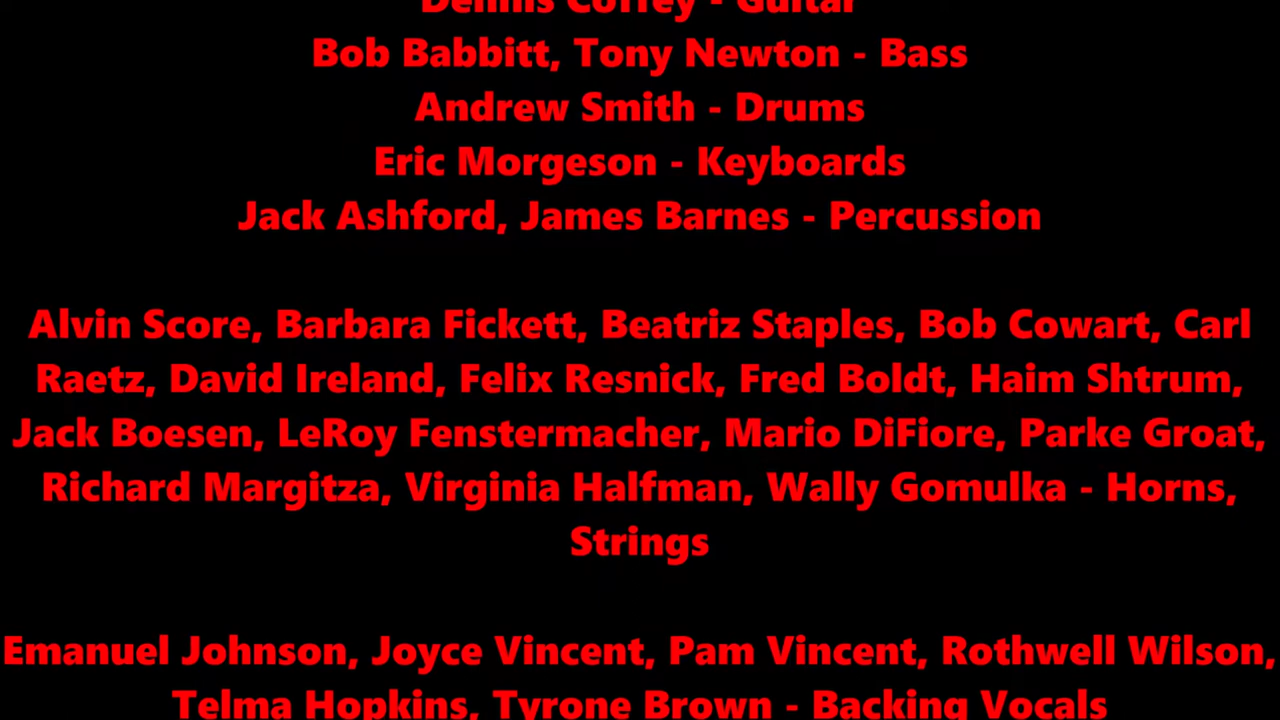 Dennis Coffey - Guitar
Bob Babbitt, Tony Newton - Bass
Andrew Smith - Drums
Eric Morgeson - Keyboards
Jack Ashford, James Barnes - Percussion
Alvin Score, Barbara Fickett, Beatriz Staples, Bob Cowart, Carl
Raetz, David Ireland, Felix Resnick, Fred Boldt, Haim Shtrum,
Jack Boesen, LeRoy Fenstermacher, Mario DiFiore, Parke Groat,
Richard Margitza, Virginia Halfman, Wally Gomulka - Horns,
Strings
Emanuel Johnson, Joyce Vincent, Pam Vincent, Rothwell Wilson,
Telma Hopkins, Tyrone Brown - Backing Vocals